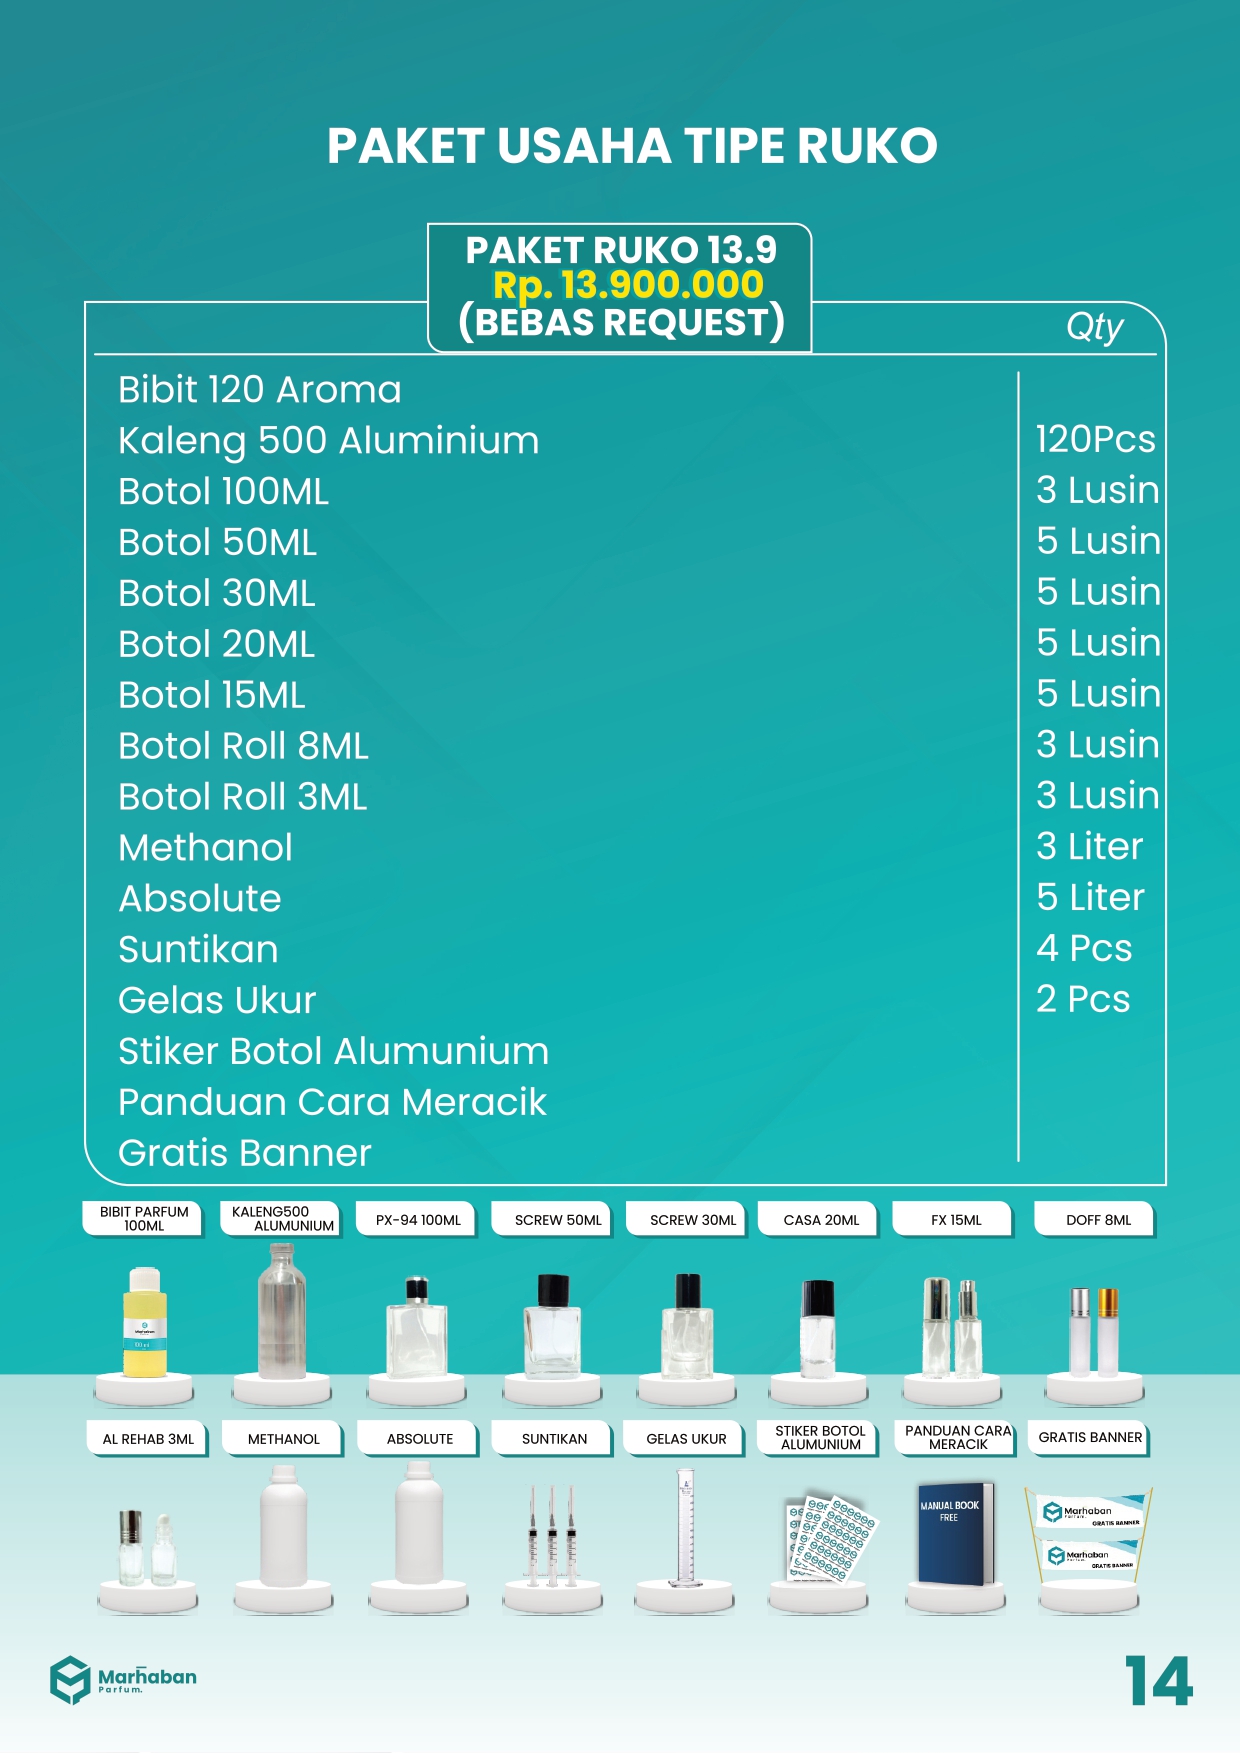 PAKET USAHA TIPE RUKO
PAKET RUKO 13.9
Rp. 13.900.000
(BEBAS REQUEST)
Qty
Bibit 120 Aroma
Kaleng 500 Aluminium 120Pcs
Botol 100ML 3 Lusin
Botol 50ML 5 Lusin
Botol 30ML 5 Lusin
Botol 20ML 5 Lusin
Botol 15ML 5 Lusin
Botol Roll 8ML 3 Lusin
Botol Roll 3ML 3 Lusin
Methanol 3 Liter
Absolute 5 Liter
Suntikan 4 Pcs
Gelas Ukur 2 Pcs
Stiker Botol Alumunium
Panduan Cara Meracik
Gratis Banner
BIBIT PARFUM
100ML
KALENG500
ALUMUNIUM
PX-94 100ML
SCREW 50ML
SCREW 30ML
CASA 20ML
FX 15ML
DOFF 8ML
Marhaban
100 ml
AL REHAB 3ML
METHANOL
ABSOLUTE
SUNTIKAN
GELAS UKUR
STIKER BOTOL
ALUMUNIUM
PANDUAN CARA
MERACIK
GRATIS BANNER
MANUAL BOOK
FREE
Marhaban
Parfum.
GRATIS BANNER
Marhaban
Parfum.
GRATIS BANNER
Marhaban
Parfum.
14